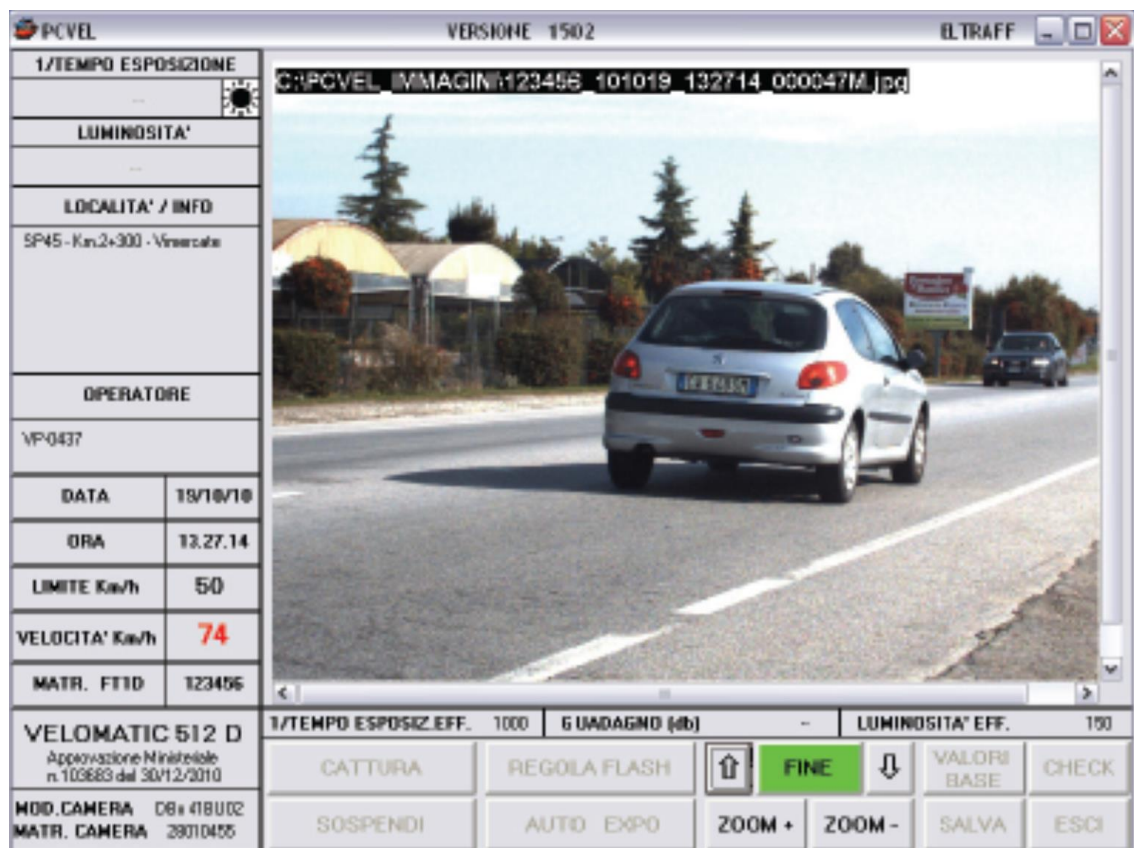 PCVEL VERSIONE 1502 ELTRAFF
1/TEMPO ESPOSIZIONE
--
LUMINOSITA'
--
LOCALITA' / INFO
SP45 - Km.2+300 - Vimercate
OPERATORE
VP-0437
DATA 19/10/10
ORA 13.27.14
LIMITE Km/h 50
VELOCITA' Km/h 74
MATR. FT1D 123456
VELOMATIC 512 D
Approvazione Ministeriale
n. 103683 del 30/12/2010
MOD.CAMERA DBx 418U02
MATR. CAMERA 28010455
C:\PCVEL_IMMAGINI\123456_101019_132714_000047M.jpg
1/TEMPO ESPOSIZ.EFF. 1000 GUADAGNO (db) - LUMINOSITA' EFF. 150
CATTURA REGOLA FLASH FINE VALORI BASE CHECK
SOSPENDI AUTO EXPO ZOOM + ZOOM - SALVA ESCI